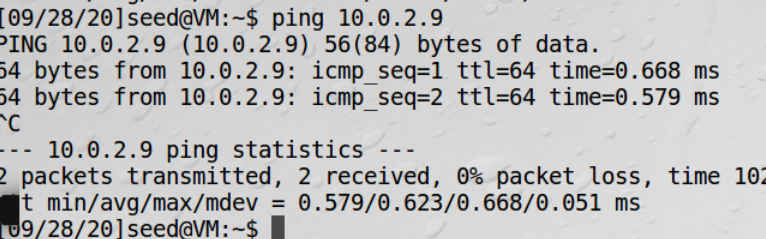 [09/28/20]seed@VM:~$ ping 10.0.2.9
PING 10.0.2.9 (10.0.2.9) 56(84) bytes of data.
64 bytes from 10.0.2.9: icmp_seq=1 ttl=64 time=0.668 ms
64 bytes from 10.0.2.9: icmp_seq=2 ttl=64 time=0.579 ms
^C
--- 10.0.2.9 ping statistics ---
2 packets transmitted, 2 received, 0% packet loss, time 102
t min/avg/max/mdev = 0.579/0.623/0.668/0.051 ms
[09/28/20]seed@VM:~$